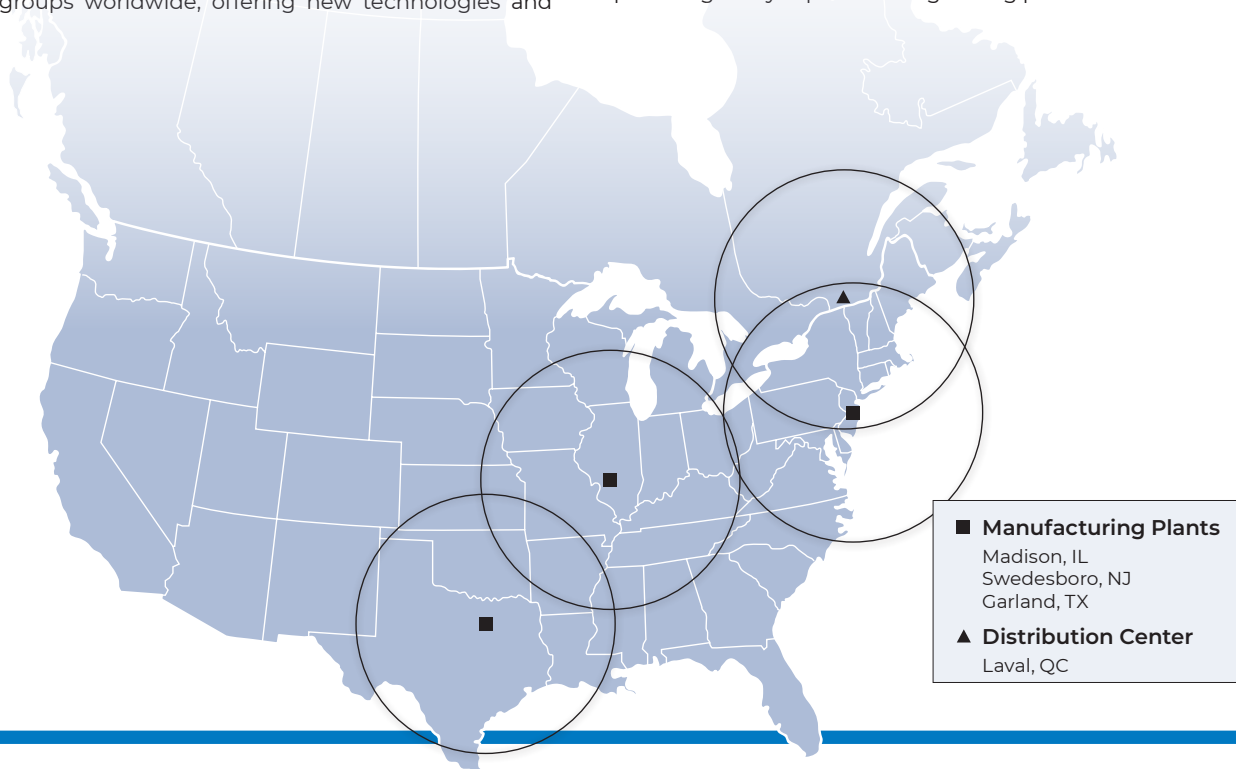 groups worldwide, offering new technologies and
Manufacturing Plants
Madison, IL
Swedesboro, NJ
Garland, TX
Distribution Center
Laval, QC